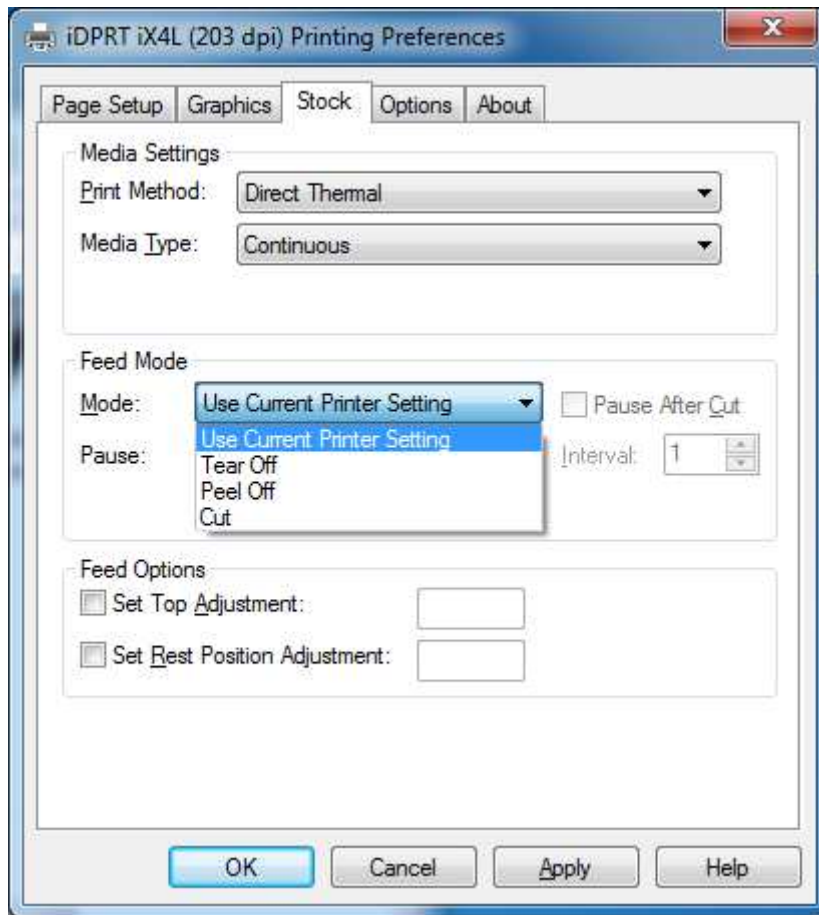 iDPRT iX4L (203 dpi) Printing Preferences
Page Setup Graphics Stock Options About
Media Settings
Print Method: Direct Thermal
Media Type: Continuous
Feed Mode
Mode: Use Current Printer Setting Pause After Cut
Use Current Printer Setting
Pause: Tear Off Interval: 1
Peel Off
Cut
Feed Options
Set Top Adjustment:
Set Rest Position Adjustment:
OK Cancel Apply Help